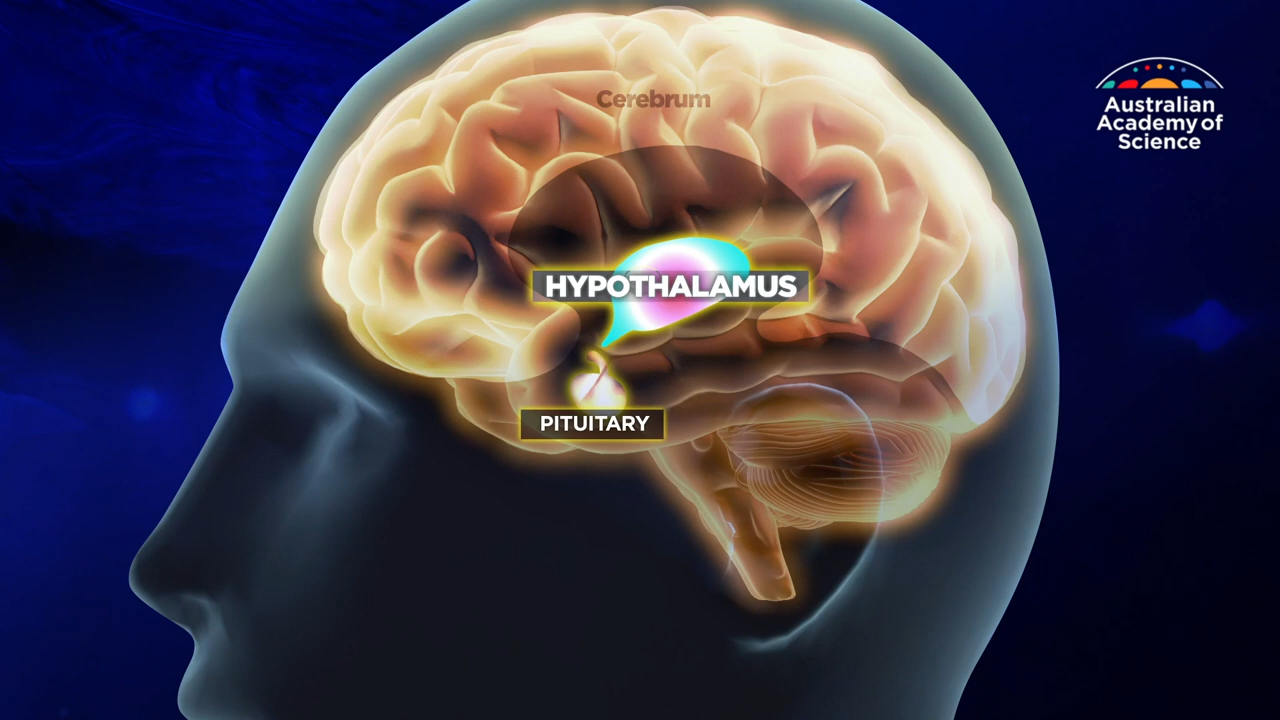 Cerebrum
Australian
Academy of
Science
HYPOTHALAMUS
PITUITARY